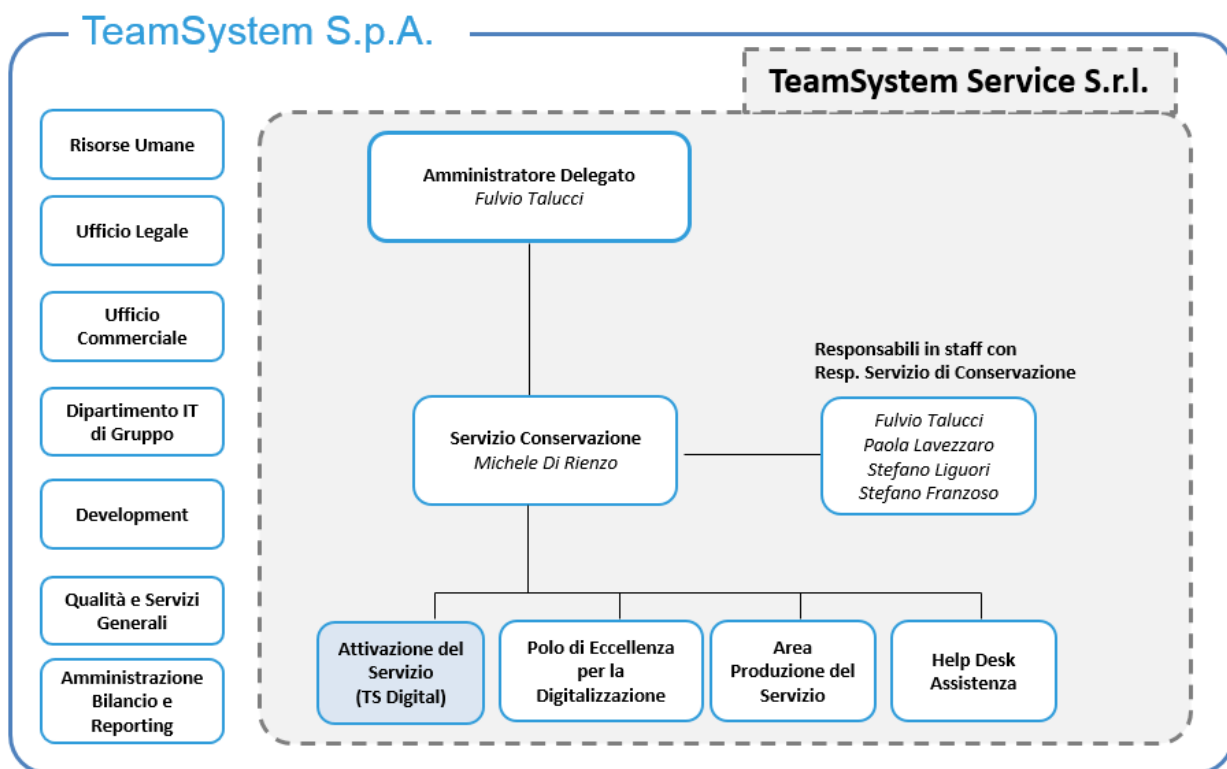 TeamSystem S.p.A.
TeamSystem Service S.r.l.
Risorse Umane
Ufficio Legale
Ufficio
Commerciale
Dipartimento IT
di Gruppo
Development
Qualità e Servizi
Generali
Amministrazione
Bilancio e
Reporting
Amministratore Delegato
Fulvio Talucci
Servizio Conservazione
Michele Di Rienzo
Responsabili in staff con
Resp. Servizio di Conservazione
Fulvio Talucci
Paola Lavezzaro
Stefano Liguori
Stefano Franzoso
Attivazione del
Servizio
(TS Digital)
Polo di Eccellenza
per la
Digitalizzazione
Area
Produzione del
Servizio
Help Desk
Assistenza